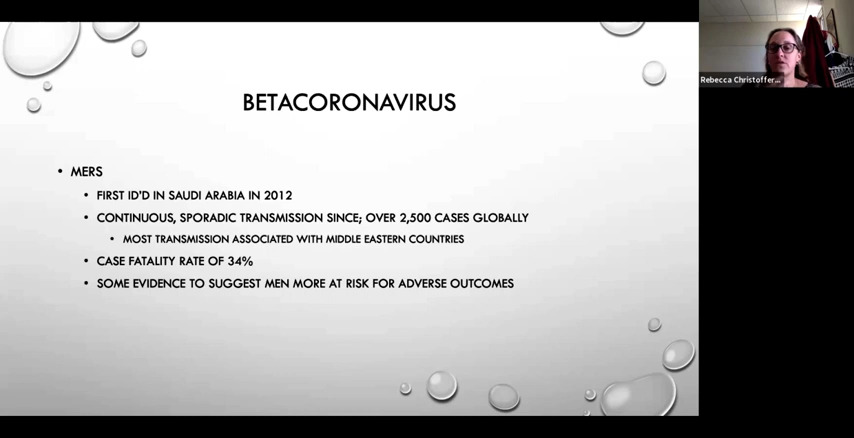 BETACORONAVIRUS
• MERS
• FIRST ID'D IN SAUDI ARABIA IN 2012
• CONTINUOUS, SPORADIC TRANSMISSION SINCE; OVER 2,500 CASES GLOBALLY
• MOST TRANSMISSION ASSOCIATED WITH MIDDLE EASTERN COUNTRIES
• CASE FATALITY RATE OF 34%
• SOME EVIDENCE TO SUGGEST MEN MORE AT RISK FOR ADVERSE OUTCOMES
Rebecca Christoffer...